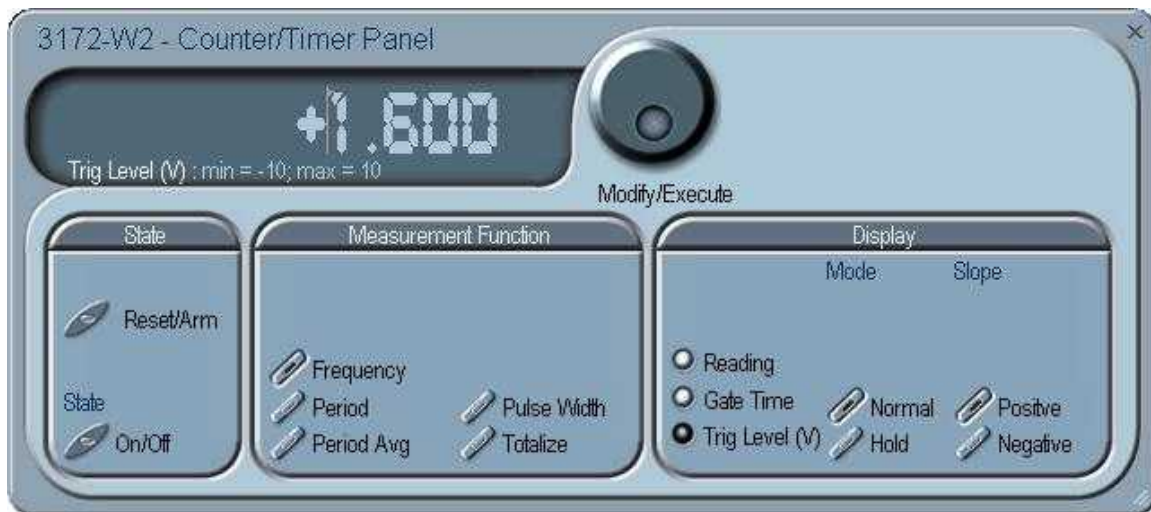 3172-W2 - Counter/Timer Panel
+1.600
Trig Level (V) : min = -10; max = 10
Modify/Execute
State
Reset/Arm
State
On/Off
Measurement Function
Frequency
Period
Pulse Width
Period Avg
Totalize
Display
Mode
Slope
Reading
Gate Time
Normal
Positve
Trig Level (V)
Hold
Negative